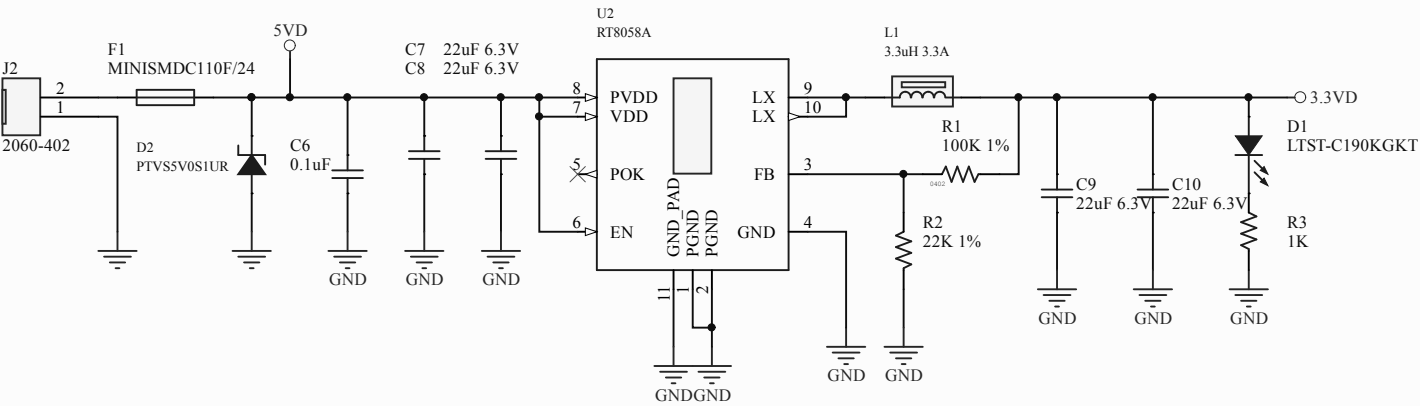 J2
2
1
2060-402
F1
MINISMDC110F/24
5VD
D2
PTVS5V0S1UR
C6
0.1uF
GND
C7 22uF 6.3V
C8 22uF 6.3V
GND
GND
U2
RT8058A
8 PVDD
7 VDD
5 POK
6 EN
LX 9
LX 10
FB 3
GND 4
GND_PAD
PGND
PGND
11
1
2
GND
GND
L1
3.3uH 3.3A
R1
100K 1%
0402
R2
22K 1%
GND
GND
C9
22uF 6.3V
GND
C10
22uF 6.3V
GND
3.3VD
D1
LTST-C190KGKT
R3
1K
GND